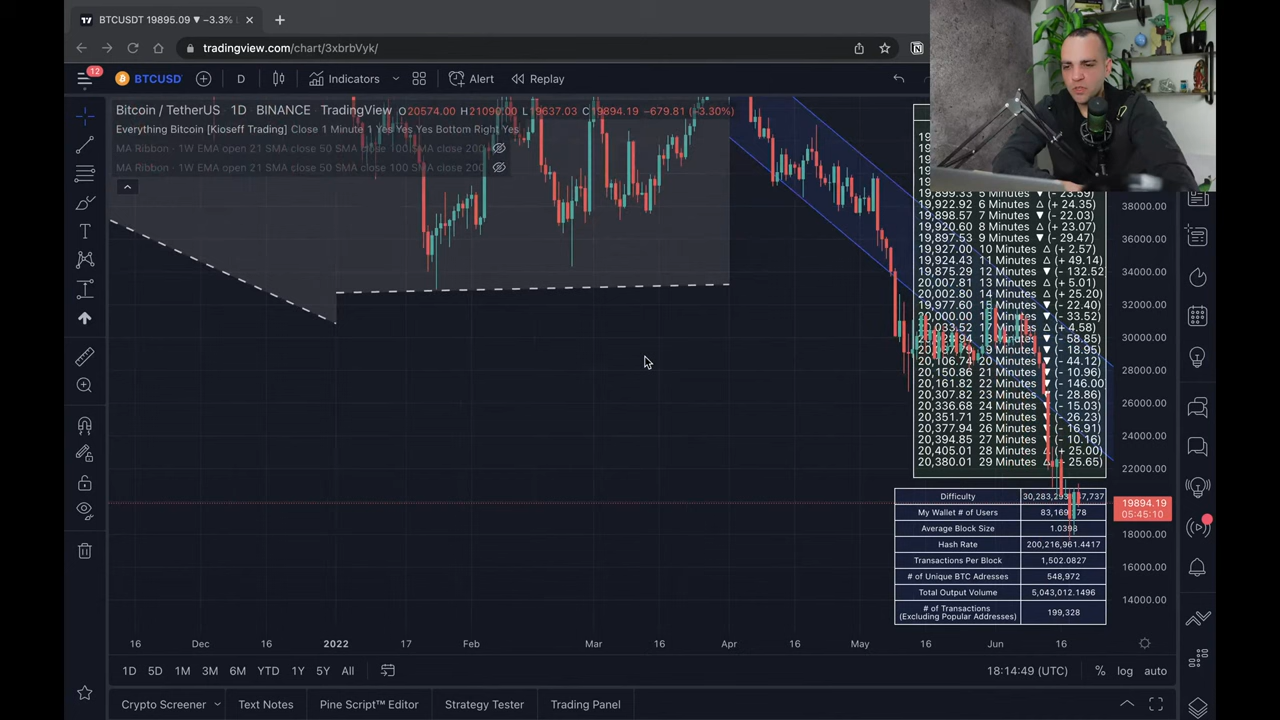 BTCUSDT 19895.09 ▼ −3.3%
tradingview.com/chart/3xbrbVyk/
12
BTCUSD
D
Indicators
Alert
Replay
Bitcoin / TetherUS 1D BINANCE TradingView O20574.00 H21090.00 L19637.03 C19894.19 −679.81 (−3.30%)
Everything Bitcoin [Kioseff Trading] Close 1 Minute 1 Yes Yes Yes Bottom Right Yes
MA Ribbon - 1W EMA open 21 SMA close 50 SMA close 100 SMA close 200
MA Ribbon - 1W EMA open 21 SMA close 50 SMA close 100 SMA close 200
19,899.33 5 Minutes ▼ (- 23.59)
19,922.92 6 Minutes △ (+ 24.35)
19,898.57 7 Minutes ▼ (- 22.03)
19,920.60 8 Minutes △ (+ 23.07)
19,897.53 9 Minutes ▼ (- 29.47)
19,927.00 10 Minutes △ (+ 2.57)
19,924.43 11 Minutes △ (+ 49.14)
19,875.29 12 Minutes ▼ (- 132.52
20,007.81 13 Minutes △ (+ 5.01)
20,002.80 14 Minutes △ (+ 25.20)
19,977.60 15 Minutes ▼ (- 22.40)
20,000.00 16 Minutes ▼ (- 33.52)
20,033.52 17 Minutes △ (+ 4.58)
18 Minutes ▼ (- 58.85)
19 Minutes ▼ (- 18.95)
20,106.74 20 Minutes ▼ (- 44.12)
20,150.86 21 Minutes ▼ (- 10.96)
20,161.82 22 Minutes ▼ (- 146.00
20,307.82 23 Minutes ▼ (- 28.86)
20,336.68 24 Minutes ▼ (- 15.03)
20,351.71 25 Minutes ▼ (- 26.23)
20,377.94 26 Minutes ▼ (- 16.91)
20,394.85 27 Minutes ▼ (- 10.16)
20,405.01 28 Minutes △ (+ 25.00)
20,380.01 29 Minutes (- 25.65)
Difficulty
My Wallet # of Users
Average Block Size 1.0398
Hash Rate 200,216,961.4417
Transactions Per Block 1,502.0827
# of Unique BTC Adresses 548,972
Total Output Volume 5,043,012.1496
# of Transactions
(Excluding Popular Addresses) 199,328
38000.00
36000.00
34000.00
32000.00
30000.00
28000.00
26000.00
24000.00
22000.00
19894.19
05:45:10
18000.00
16000.00
14000.00
16 Dec 16 2022 17 Feb Mar 16 Apr 16 May 16 Jun 16
1D 5D 1M 3M 6M YTD 1Y 5Y All
18:14:49 (UTC) % log auto
Crypto Screener Text Notes Pine Script™ Editor Strategy Tester Trading Panel